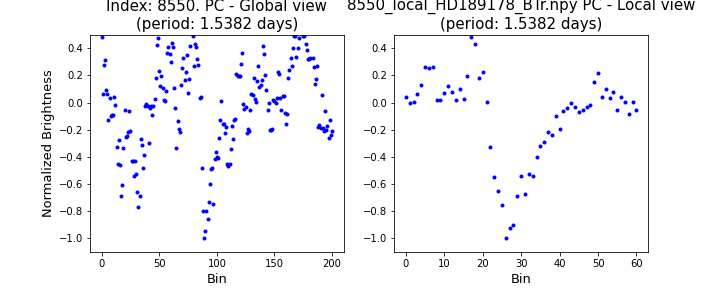 Index: 8550. PC - Global view
(period: 1.5382 days)
8550_local_HD189178_BTr.npy PC - Local view
(period: 1.5382 days)
Normalized Brightness
0.4
0.2
0.0
−0.2
−0.4
−0.6
−0.8
−1.0
0 50 100 150 200
Bin
0.4
0.2
0.0
−0.2
−0.4
−0.6
−0.8
−1.0
0 10 20 30 40 50 60
Bin